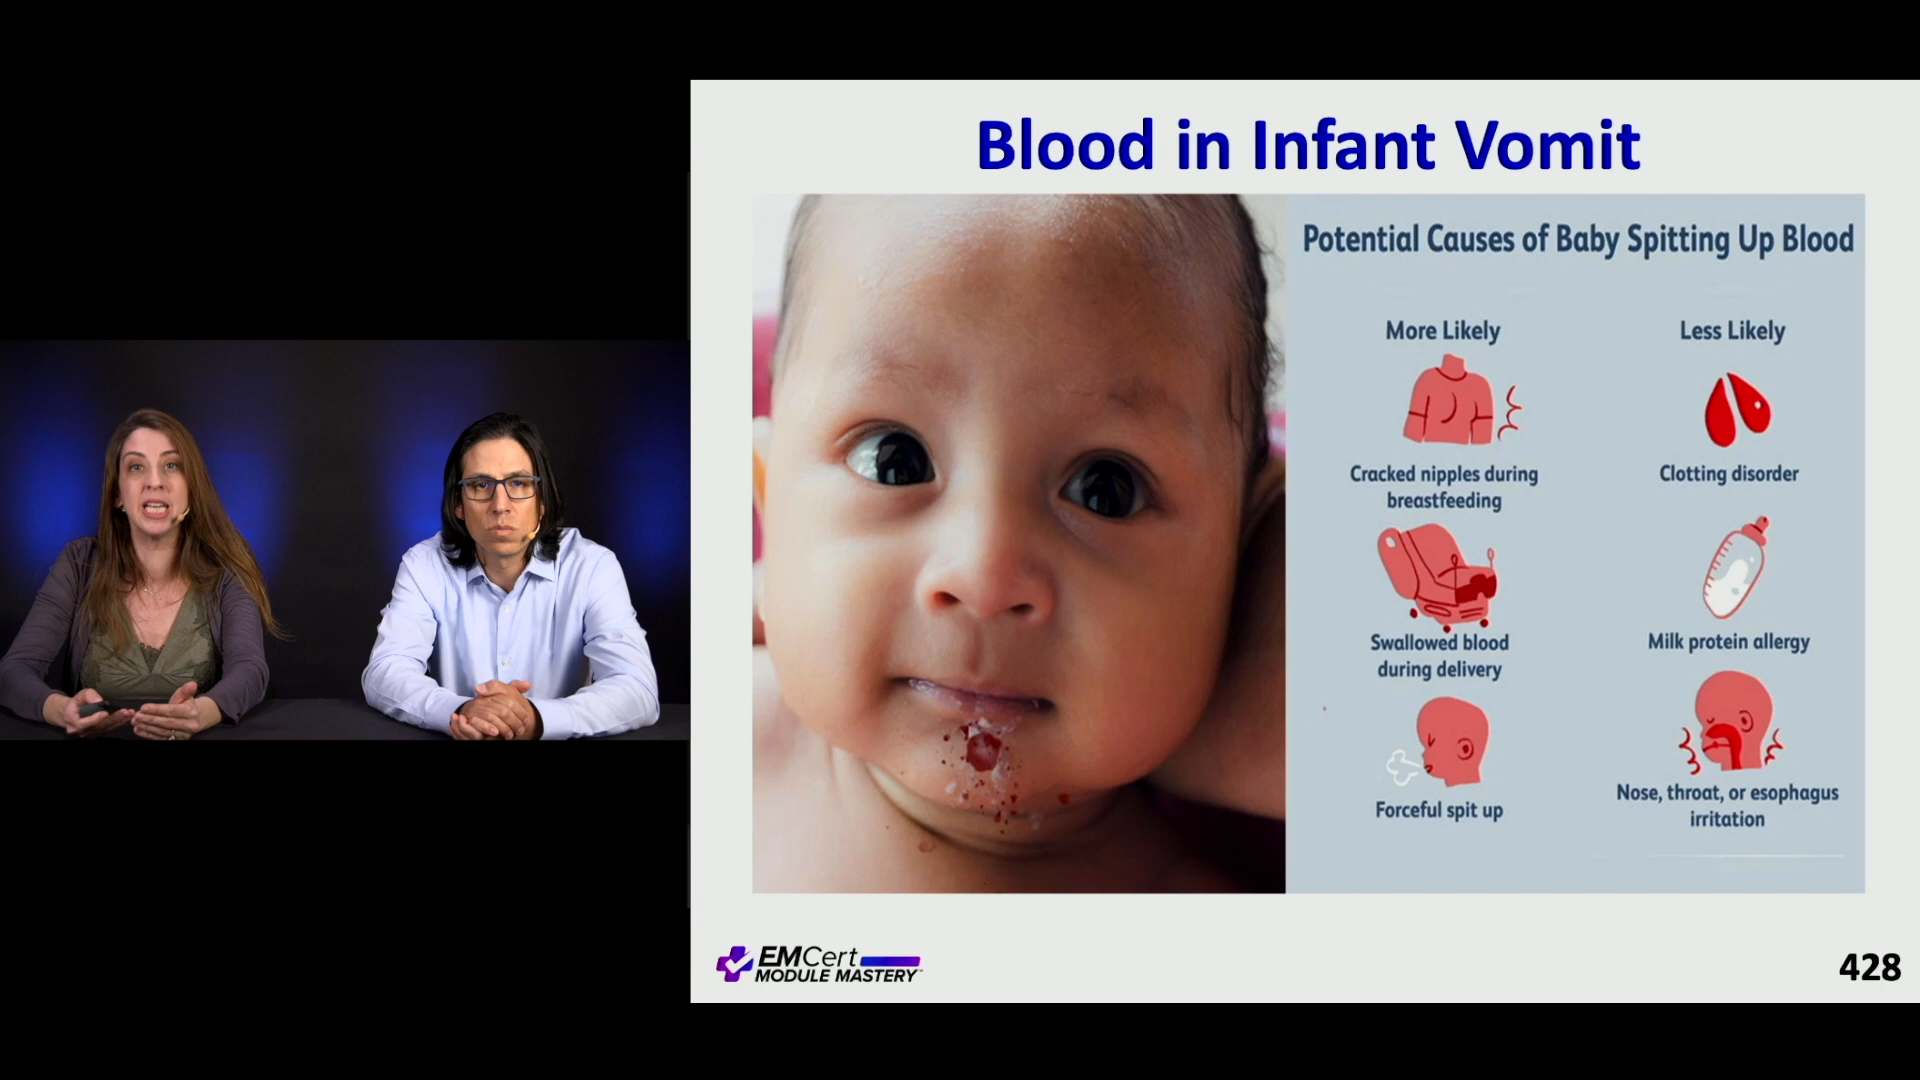 Blood in Infant Vomit
Potential Causes of Baby Spitting Up Blood
More Likely
Cracked nipples during
breastfeeding
Swallowed blood
during delivery
Forceful spit up
Less Likely
Clotting disorder
Milk protein allergy
Nose, throat, or esophagus
irritation
EMCert
MODULE MASTERY™
428